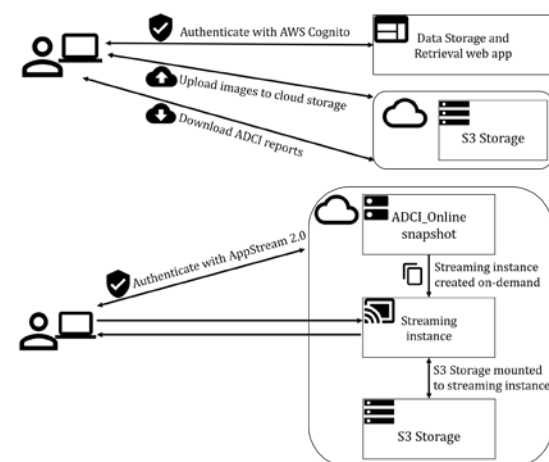 Authenticate with AWS Cognito
Data Storage and
Retrieval web app
Upload images to cloud storage
Download ADCI reports
S3 Storage
ADCI_Online
snapshot
Authenticate with AppStream 2.0
Streaming instance
created on-demand
Streaming
instance
S3 Storage mounted
to streaming instance
S3 Storage